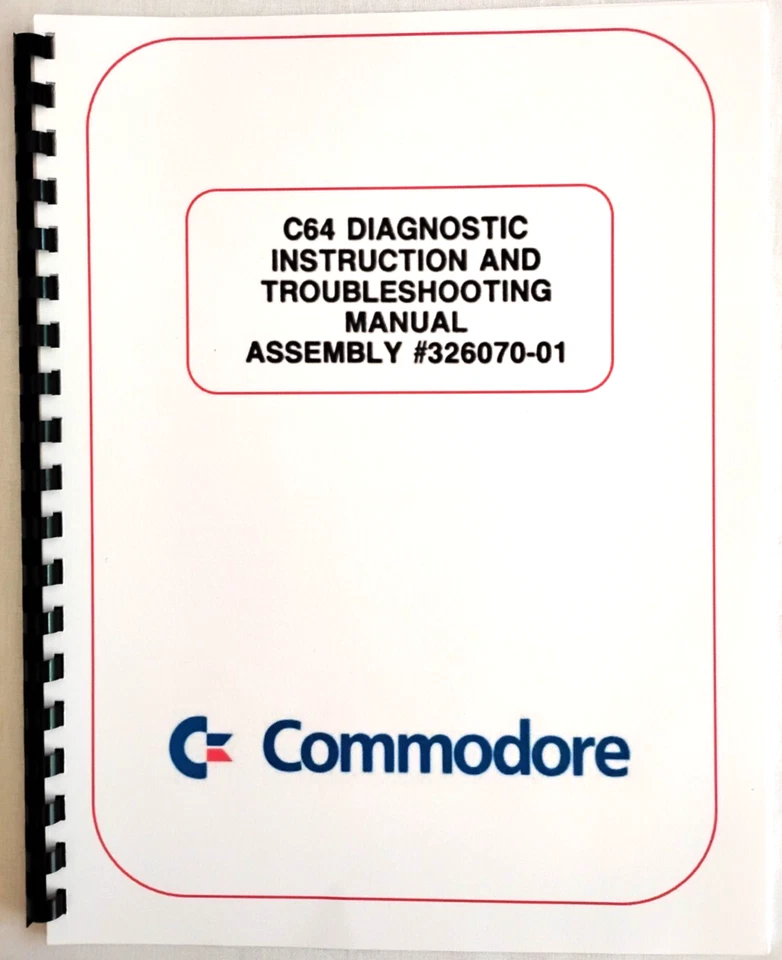 C64 DIAGNOSTIC
INSTRUCTION AND
TROUBLESHOOTING
MANUAL
ASSEMBLY #326070-01
Commodore